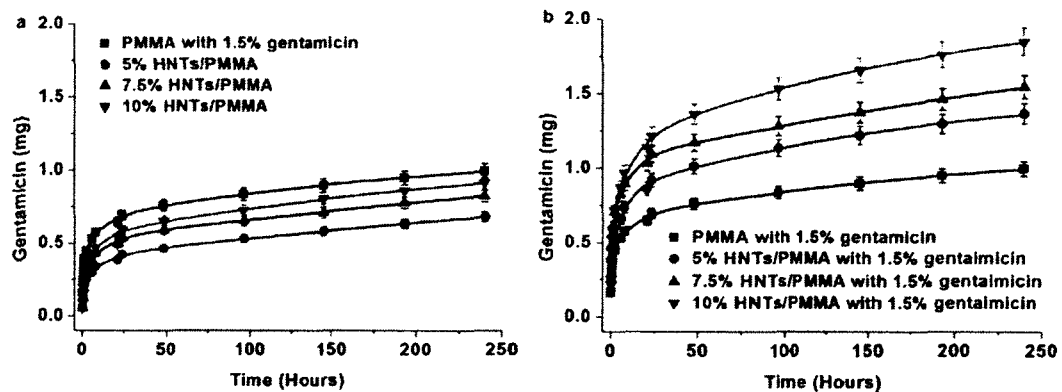 a
2.0
1.5
1.0
0.5
0.0
Gentamicin (mg)
PMMA with 1.5% gentamicin
5% HNTs/PMMA
7.5% HNTs/PMMA
10% HNTs/PMMA
0 50 100 150 200 250
Time (Hours)
b
2.0
1.5
1.0
0.5
0.0
Gentamicin (mg)
PMMA with 1.5% gentamicin
5% HNTs/PMMA with 1.5% gentalmicin
7.5% HNTs/PMMA with 1.5% gentalmicin
10% HNTs/PMMA with 1.5% gentalmicin
0 50 100 150 200 250
Time (Hours)